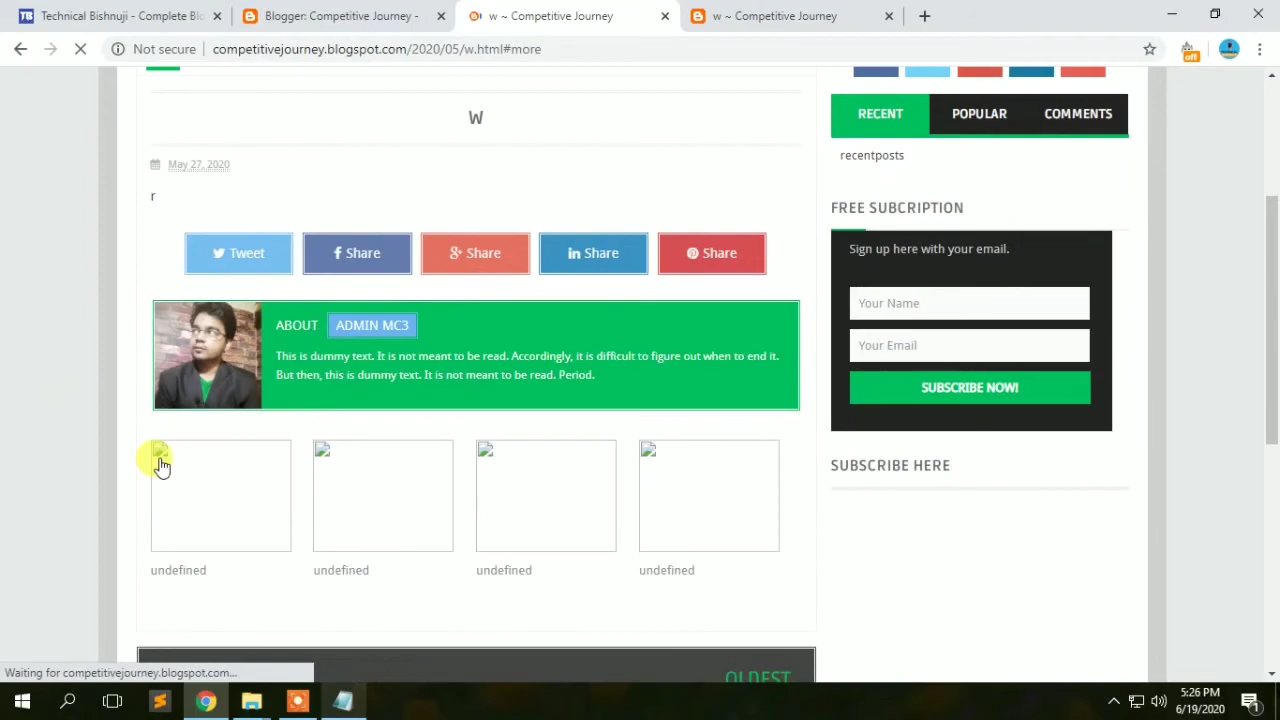 Technical Bishnuji - Complete Bl
Blogger: Competitive Journey -
w ~ Competitive Journey
w ~ Competitive Journey
Not secure
competitivejourney.blogspot.com/2020/05/w.html#more
off
W
May 27, 2020
r
Tweet
Share
Share
Share
Share
ABOUT ADMIN MC3
This is dummy text. It is not meant to be read. Accordingly, it is difficult to figure out when to end it.
But then, this is dummy text. It is not meant to be read. Period.
undefined
undefined
undefined
undefined
OLDEST
RECENT
POPULAR
COMMENTS
recentposts
FREE SUBCRIPTION
Sign up here with your email.
Your Name
Your Email
SUBSCRIBE NOW!
SUBSCRIBE HERE
Waiting for competitivejourney.blogspot.com...
5:26 PM
6/19/2020